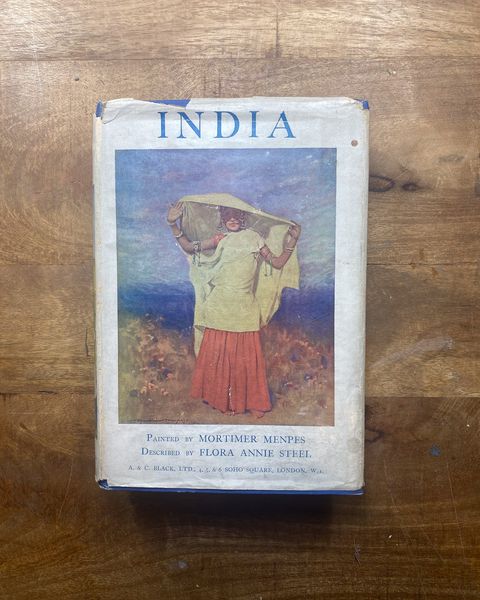 INDIA
PAINTED BY MORTIMER MENPES
DESCRIBED BY FLORA ANNIE STEEL
A. & C. BLACK, LTD., 4, 5, & 6 SOHO SQUARE, LONDON, W.1.